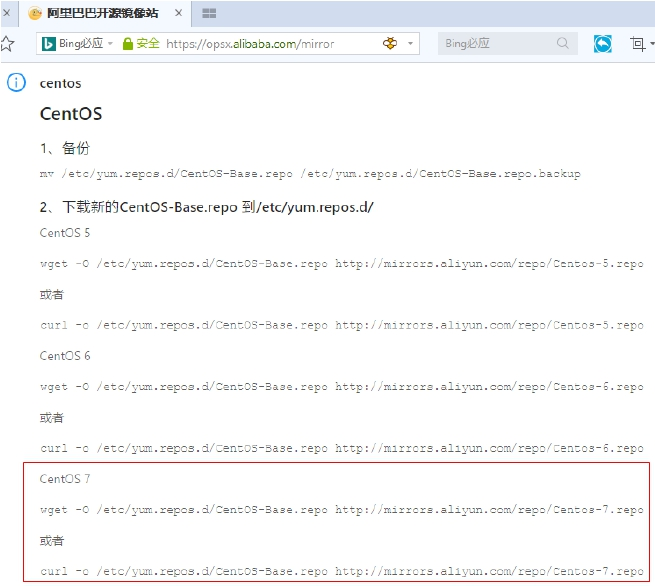 阿里巴巴开源镜像站
Bing必应 安全 https://opsx.alibaba.com/mirror Bing必应
centos
CentOS
1、备份
mv /etc/yum.repos.d/CentOS-Base.repo /etc/yum.repos.d/CentOS-Base.repo.backup
2、下载新的CentOS-Base.repo 到/etc/yum.repos.d/
CentOS 5
wget -O /etc/yum.repos.d/CentOS-Base.repo http://mirrors.aliyun.com/repo/Centos-5.repo
或者
curl -o /etc/yum.repos.d/CentOS-Base.repo http://mirrors.aliyun.com/repo/Centos-5.repo
CentOS 6
wget -O /etc/yum.repos.d/CentOS-Base.repo http://mirrors.aliyun.com/repo/Centos-6.repo
或者
curl -o /etc/yum.repos.d/CentOS-Base.repo http://mirrors.aliyun.com/repo/Centos-6.repo
CentOS 7
wget -O /etc/yum.repos.d/CentOS-Base.repo http://mirrors.aliyun.com/repo/Centos-7.repo
或者
curl -o /etc/yum.repos.d/CentOS-Base.repo http://mirrors.aliyun.com/repo/Centos-7.repo